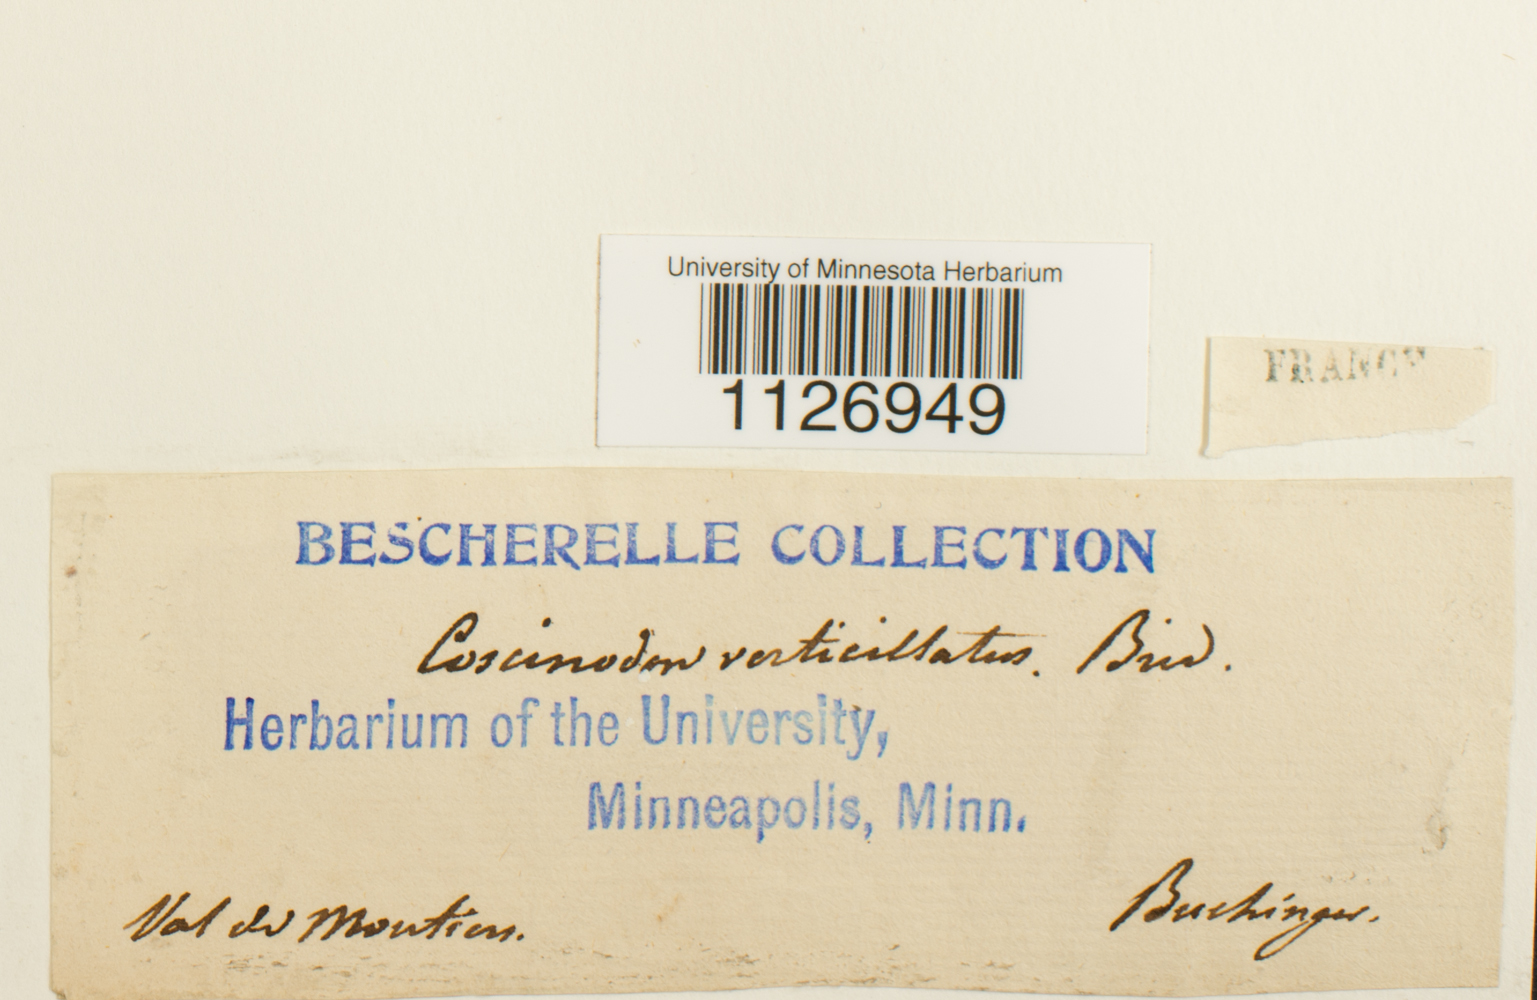 University of Minnesota Herbarium
1126949
FRANCE
BESCHERELLE COLLECTION
Coscinodon verticillatus. Brid.
Herbarium of the University,
Minneapolis, Minn.
Val de Moutiers.
Buchinger.